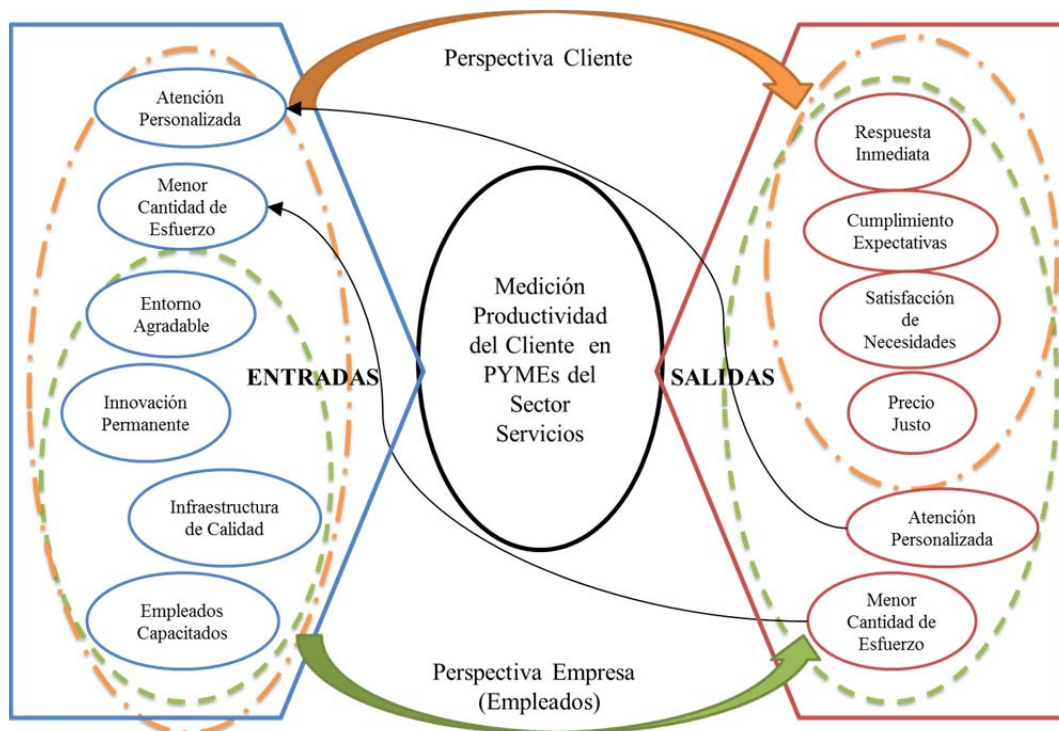 Perspectiva Cliente
Atención
Personalizada
Menor
Cantidad de
Esfuerzo
Entorno
Agradable
Innovación
Permanente
Infraestructura
de Calidad
Empleados
Capacitados
ENTRADAS
Medición
Productividad
del Cliente en
PYMEs del
Sector
Servicios
SALIDAS
Respuesta
Inmediata
Cumplimiento
Expectativas
Satisfacción
de
Necesidades
Precio
Justo
Atención
Personalizada
Menor
Cantidad de
Esfuerzo
Perspectiva Empresa
(Empleados)